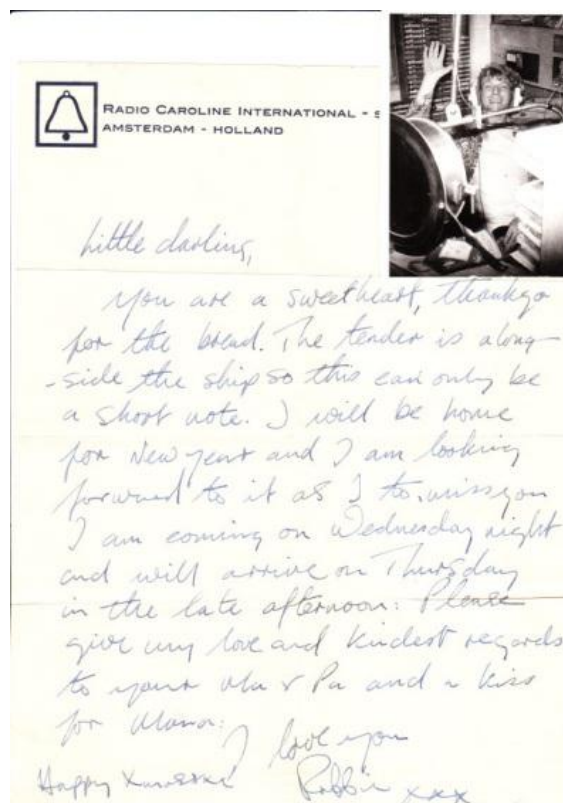 RADIO CAROLINE INTERNATIONAL - S
AMSTERDAM - HOLLAND
Little darling,
You are a sweetheart, thankyo
for the bread. The tender is along-
-side the ship so this can only be
a short note. I will be home
for New year and I am looking
forward to it as I to. miss you
I am coming on Wednesday night
and will arrive on Thursday
in the late afternoon. Please
give my love and kindest regards
to your Ma & Pa and a kiss
for
I love you
Happy Robbie xxx